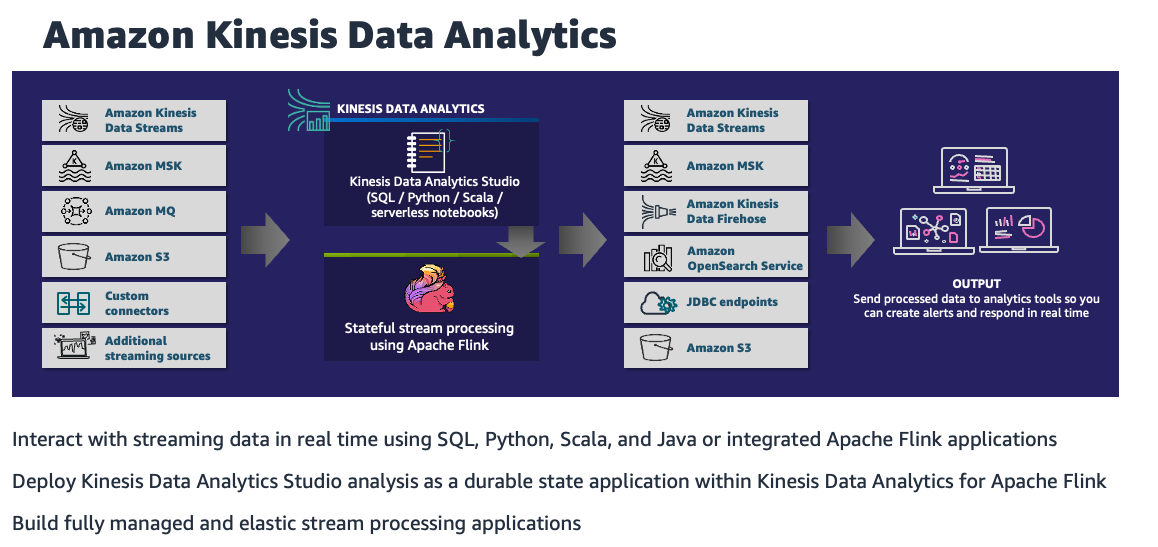 Amazon Kinesis Data Analytics
Amazon Kinesis
Data Streams
Amazon MSK
Amazon MQ
Amazon S3
Custom
connectors
Additional
streaming sources
KINESIS DATA ANALYTICS
Kinesis Data Analytics Studio
(SQL / Python / Scala /
serverless notebooks)
Stateful stream processing
using Apache Flink
Amazon Kinesis
Data Streams
Amazon MSK
Amazon Kinesis
Data Firehose
Amazon
OpenSearch Service
JDBC endpoints
Amazon S3
OUTPUT
Send processed data to analytics tools so you
can create alerts and respond in real time
Interact with streaming data in real time using SQL, Python, Scala, and Java or integrated Apache Flink applications
Deploy Kinesis Data Analytics Studio analysis as a durable state application within Kinesis Data Analytics for Apache Flink
Build fully managed and elastic stream processing applications